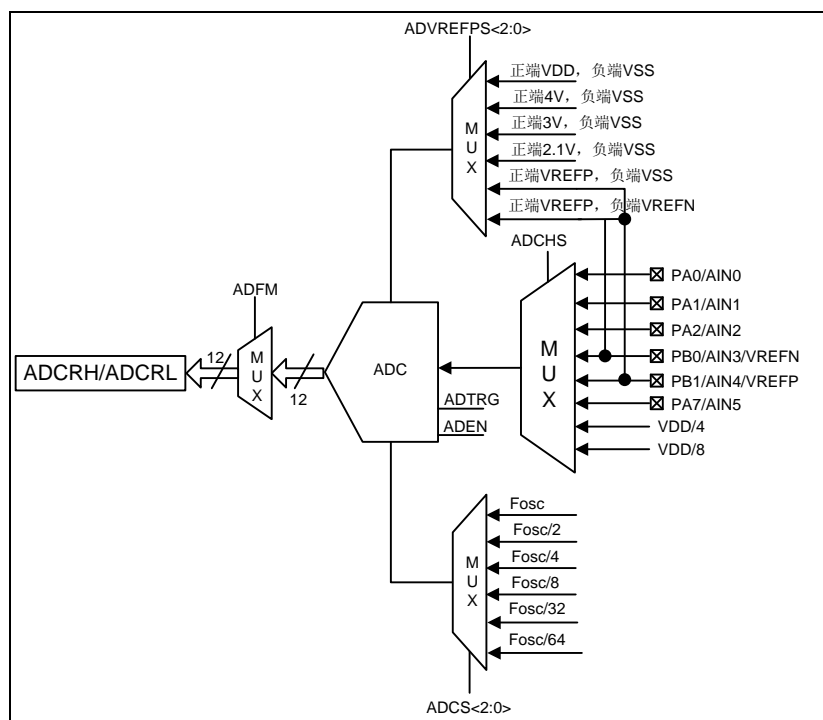 ADVREFPS<2:0>
正端VDD，负端VSS
正端4V，负端VSS
正端3V，负端VSS
正端2.1V，负端VSS
正端VREFP，负端VSS
正端VREFP，负端VREFN
MUX
ADCHS
PA0/AIN0
PA1/AIN1
PA2/AIN2
PB0/AIN3/VREFN
PB1/AIN4/VREFP
PA7/AIN5
VDD/4
VDD/8
MUX
ADFM
ADCRH/ADCRL
12
MUX
12
ADC
ADTRG
ADEN
Fosc
Fosc/2
Fosc/4
Fosc/8
Fosc/32
Fosc/64
MUX
ADCS<2:0>